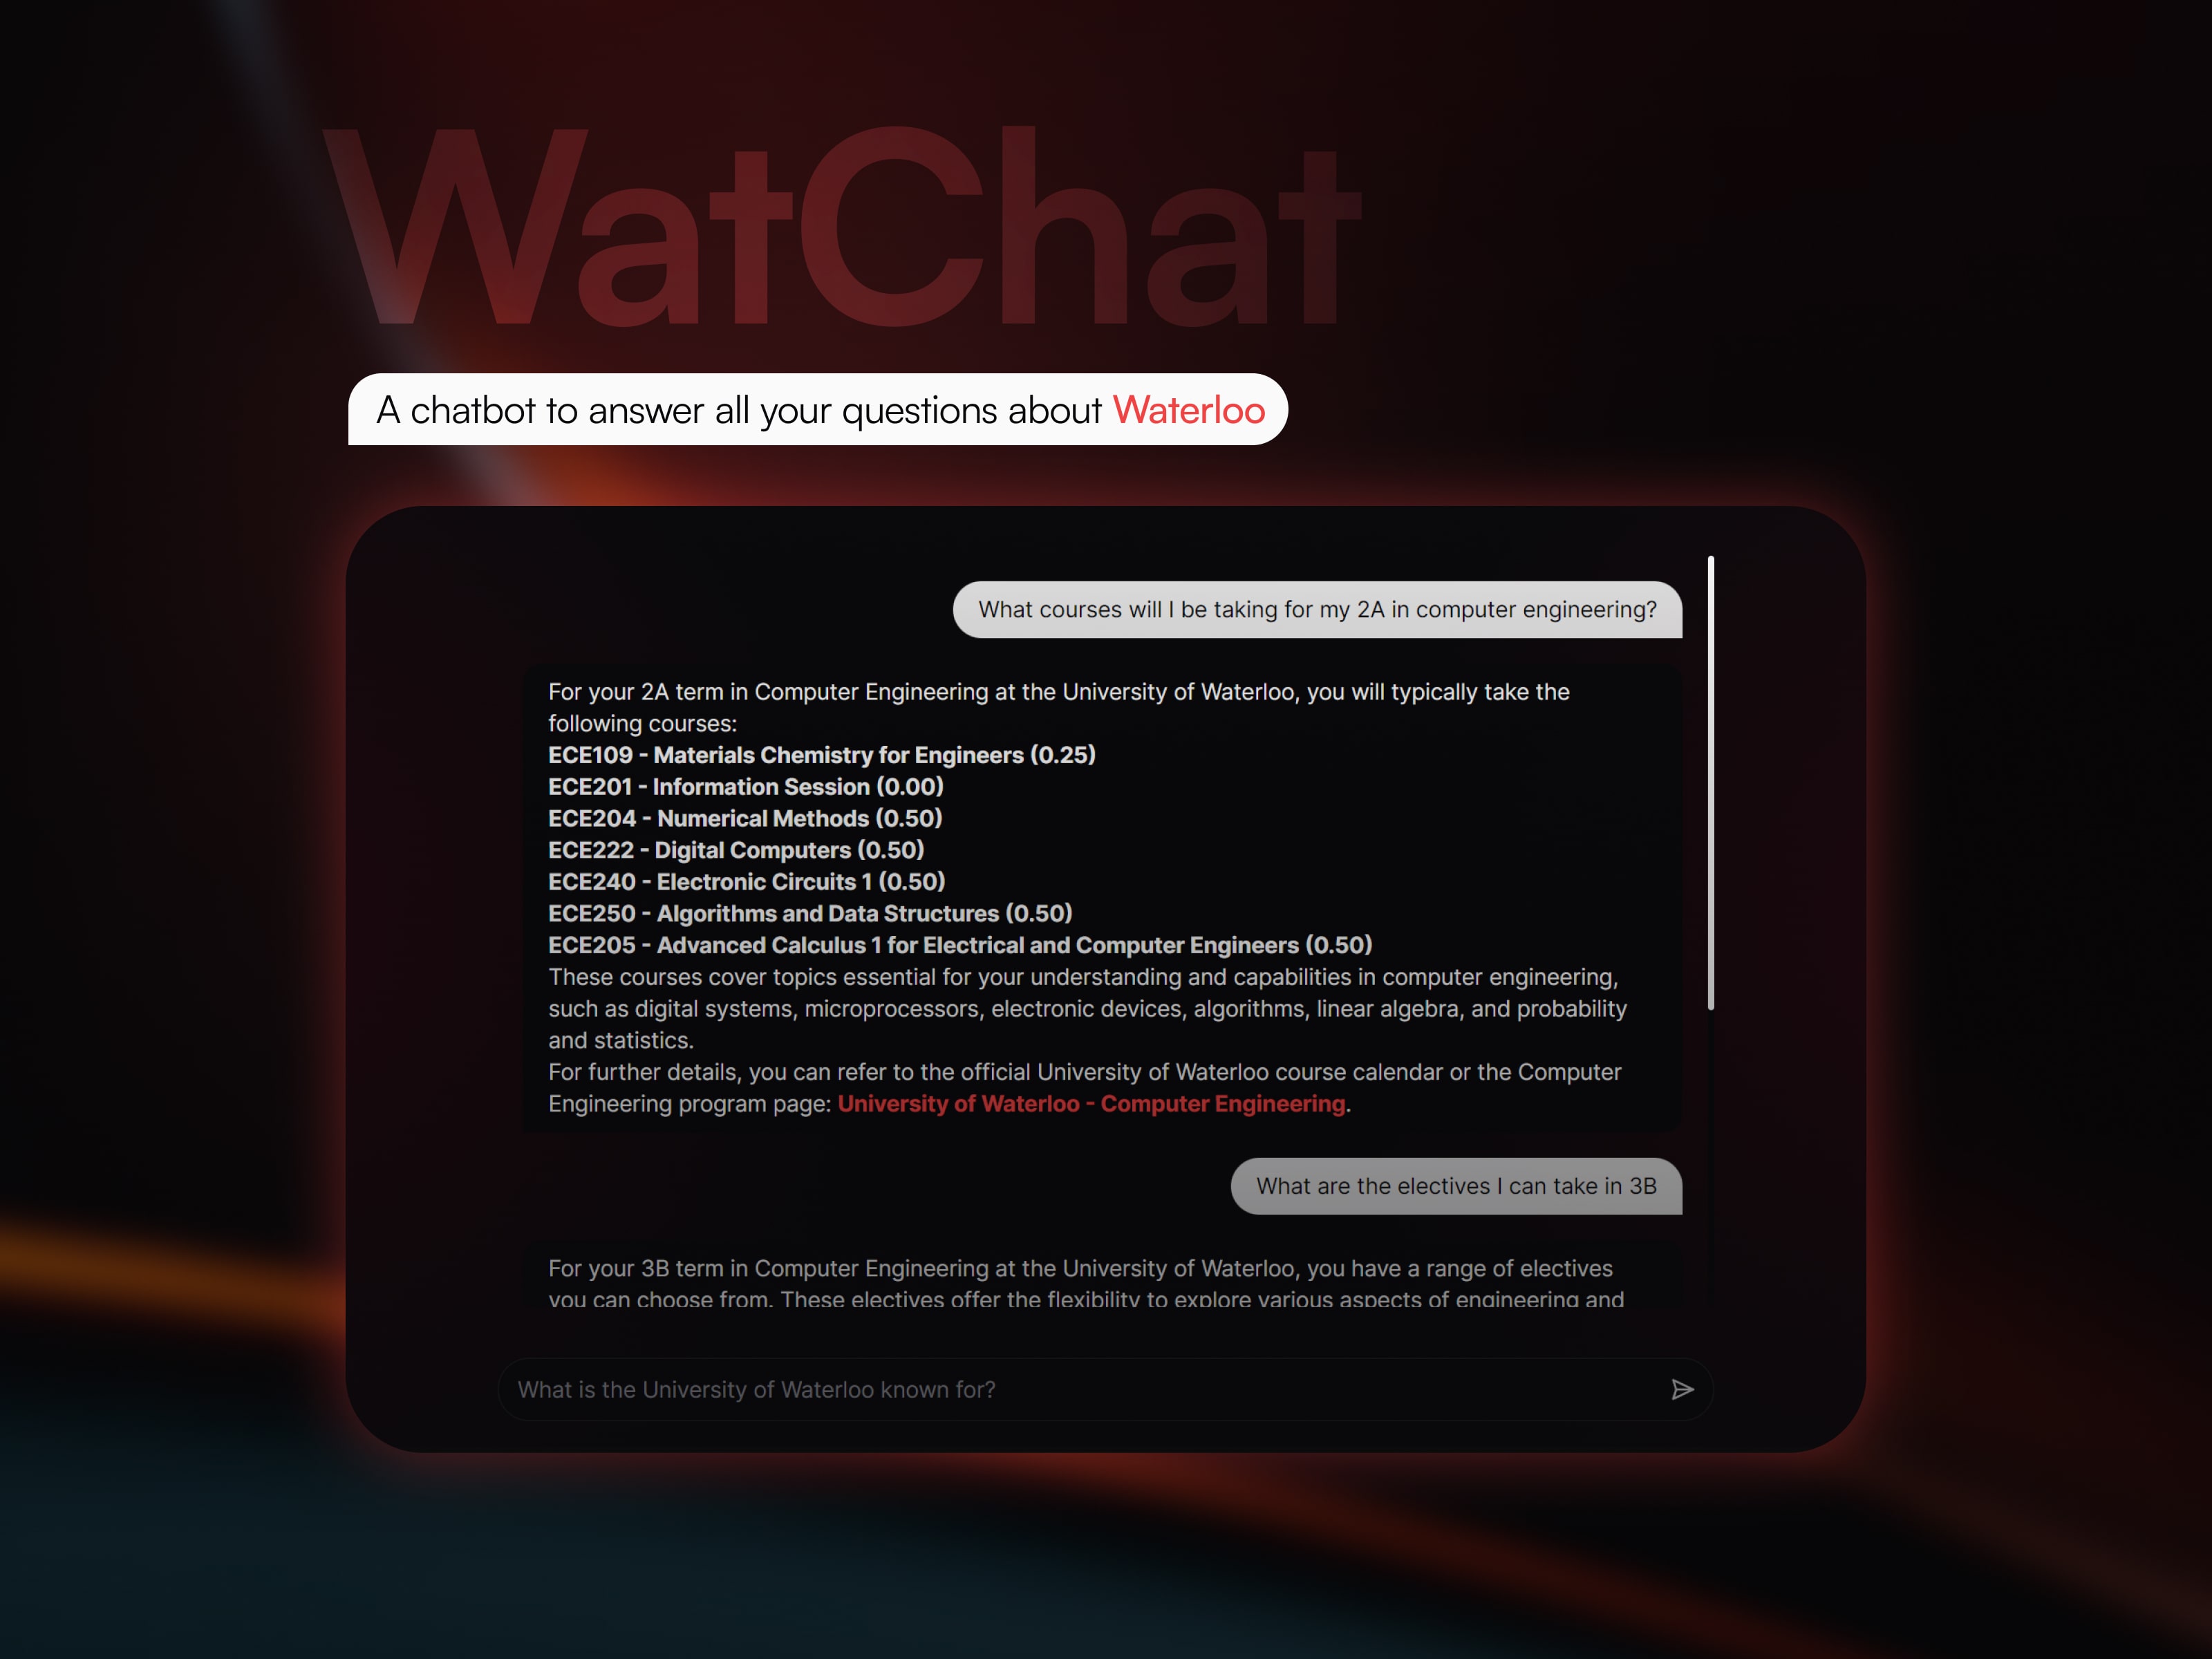 WatChat
A chatbot to answer all your questions about Waterloo
What courses will I be taking for my 2A in computer engineering?
For your 2A term in Computer Engineering at the University of Waterloo, you will typically take the
following courses:
ECE109 - Materials Chemistry for Engineers (0.25)
ECE201 - Information Session (0.00)
ECE204 - Numerical Methods (0.50)
ECE222 - Digital Computers (0.50)
ECE240 - Electronic Circuits 1 (0.50)
ECE250 - Algorithms and Data Structures (0.50)
ECE205 - Advanced Calculus 1 for Electrical and Computer Engineers (0.50)
These courses cover topics essential for your understanding and capabilities in computer engineering,
such as digital systems, microprocessors, electronic devices, algorithms, linear algebra, and probability
and statistics.
For further details, you can refer to the official University of Waterloo course calendar or the Computer
Engineering program page: University of Waterloo - Computer Engineering.
What are the electives I can take in 3B
For your 3B term in Computer Engineering at the University of Waterloo, you have a range of electives
you can choose from. These electives offer the flexibility to explore various aspects of engineering and
What is the University of Waterloo known for?